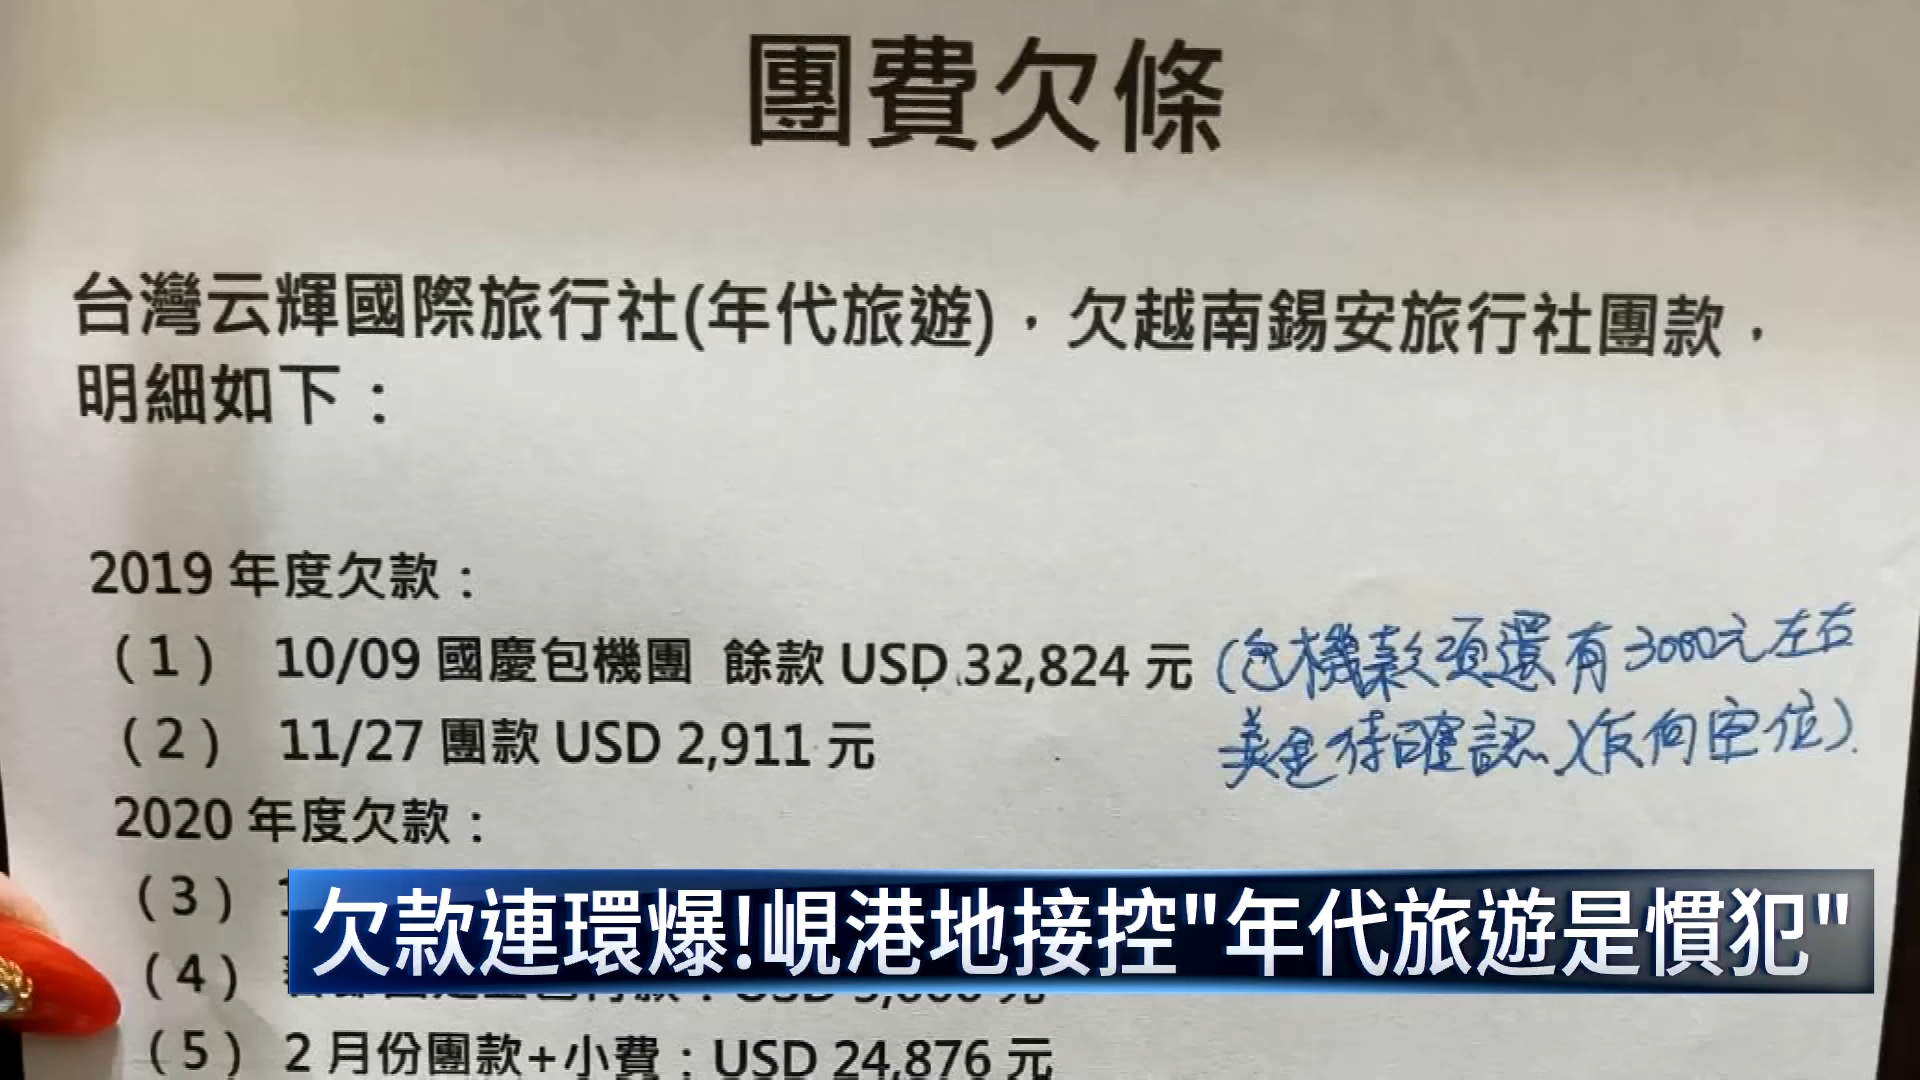 團費欠條
台灣云輝國際旅行社(年代旅遊)，欠越南錫安旅行社團款，
明細如下：
2019 年度欠款：
(1) 10/09 國慶包機團 餘款 USD 32,824 元 (包機款項還有3000元左右
美金待確認)(反向空位).
(2) 11/27 團款 USD 2,911 元
2020 年度欠款：
(3)
欠款連環爆!峴港地接控"年代旅遊是慣犯"
(4)
(5) 2 月份團款+小費：USD 24,876 元